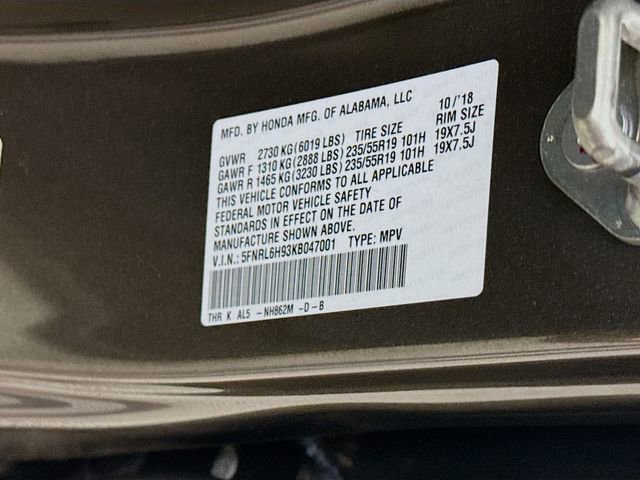 MFD. BY HONDA MFG. OF ALABAMA, LLC 10/'18
GVWR 2730 KG(6019 LBS) TIRE SIZE RIM SIZE
GAWR F 1310 KG(2888 LBS)235/55R19 101H 19X7.5J
GAWR R 1465 KG(3230 LBS)235/55R19 101H 19X7.5J
THIS VEHICLE CONFORMS TO ALL APPLICABLE
FEDERAL MOTOR VEHICLE SAFETY
STANDARDS IN EFFECT ON THE DATE OF
MANUFACTURE SHOWN ABOVE.
V.I.N.:5FNRL6H93KB047001 TYPE: MPV
THR K AL5 -NH862M -D-B